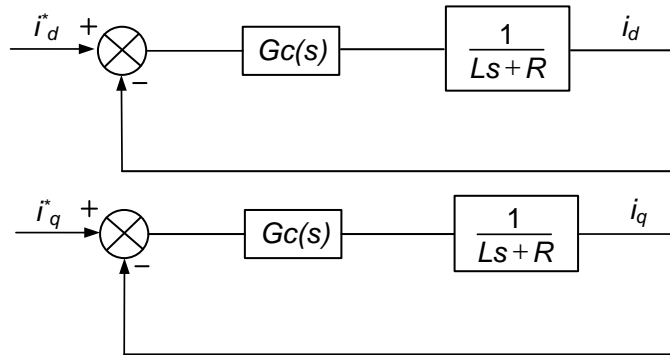 i*d + Gc(s) 1 id
Ls+R
−
i*q + Gc(s) 1 iq
Ls+R
−